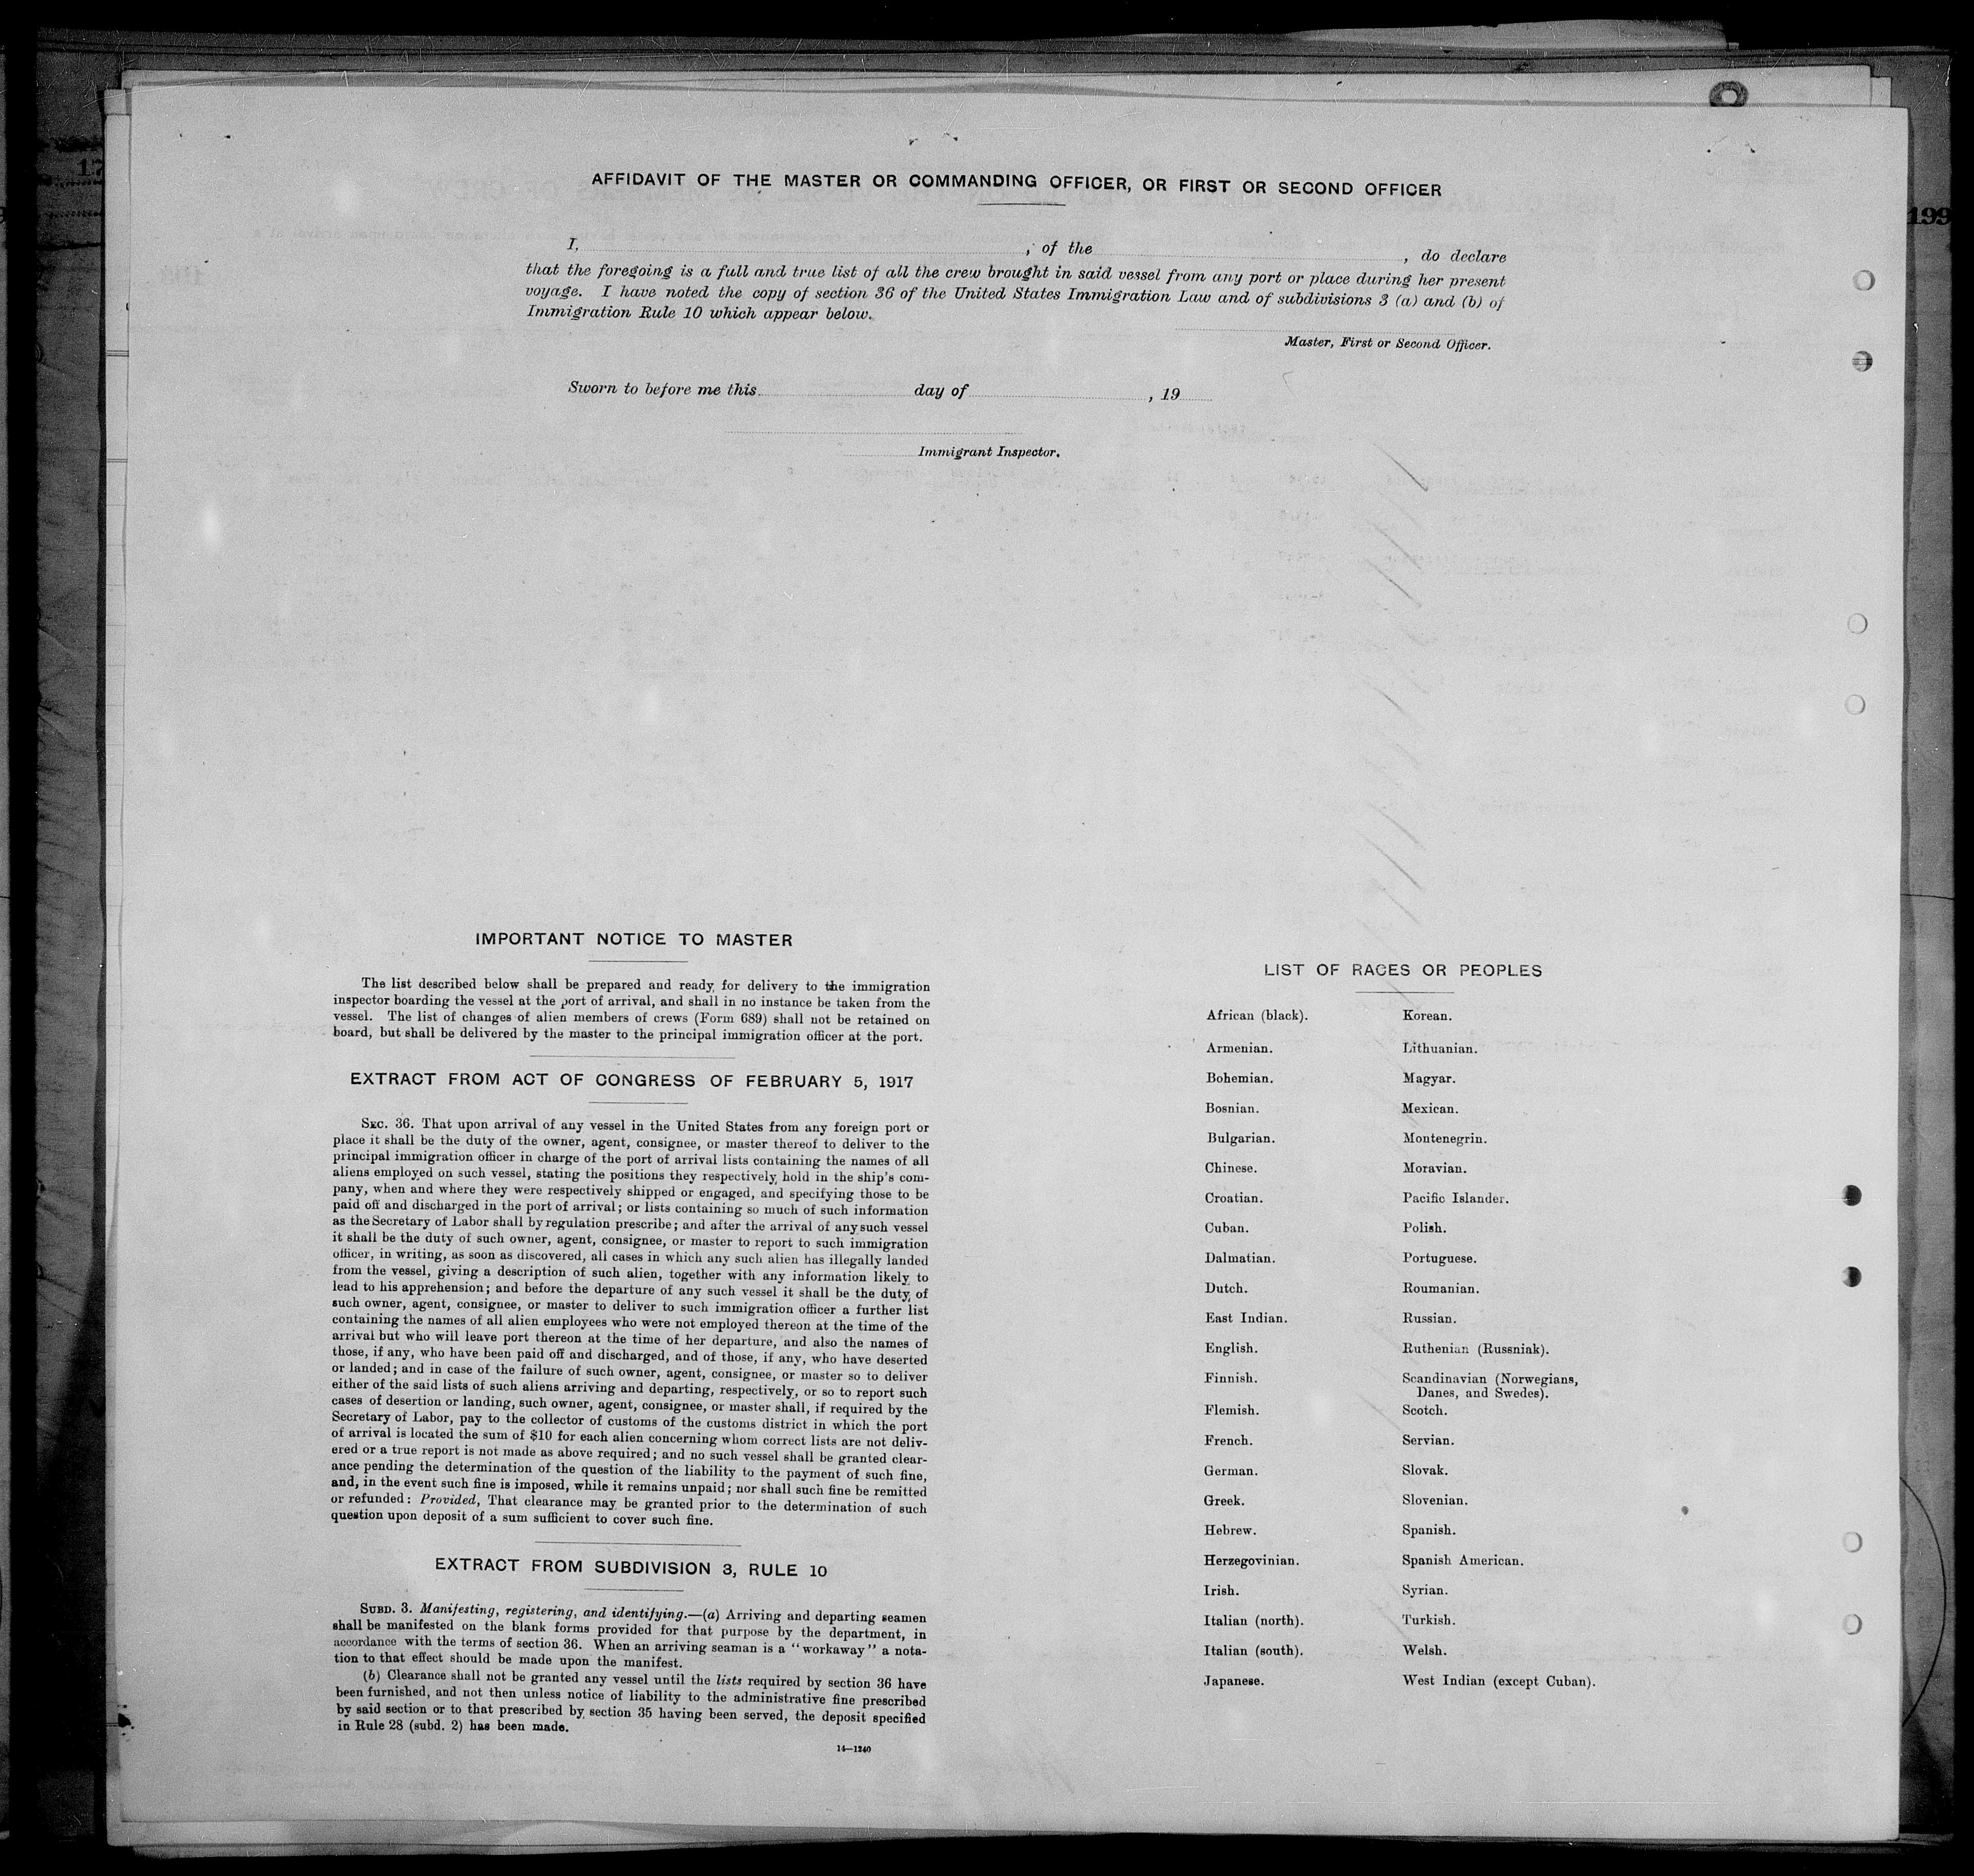 AFFIDAVIT OF THE MASTER OR COMMANDING OFFICER, OR FIRST OR SECOND OFFICER
I, , of the , do declare
that the foregoing is a full and true list of all the crew brought in said vessel from any port or place during her present
voyage. I have noted the copy of section 36 of the United States Immigration Law and of subdivisions 3 (a) and (b) of
Immigration Rule 10 which appear below.
Master, First or Second Officer.
Sworn to before me this day of , 19
Immigrant Inspector.
17
199
IMPORTANT NOTICE TO MASTER
The list described below shall be prepared and ready for delivery to the immigration
inspector boarding the vessel at the port of arrival, and shall in no instance be taken from the
vessel. The list of changes of alien members of crews (Form 689) shall not be retained on
board, but shall be delivered by the master to the principal immigration officer at the port.
EXTRACT FROM ACT OF CONGRESS OF FEBRUARY 5, 1917
SEC. 36. That upon arrival of any vessel in the United States from any foreign port or
place it shall be the duty of the owner, agent, consignee, or master thereof to deliver to the
principal immigration officer in charge of the port of arrival lists containing the names of all
aliens employed on such vessel, stating the positions they respectively hold in the ship's com-
pany, when and where they were respectively shipped or engaged, and specifying those to be
paid off and discharged in the port of arrival; or lists containing so much of such information
as the Secretary of Labor shall by regulation prescribe; and after the arrival of any such vessel
it shall be the duty of such owner, agent, consignee, or master to report to such immigration
officer, in writing, as soon as discovered, all cases in which any such alien has illegally landed
from the vessel, giving a description of such alien, together with any information likely to
lead to his apprehension; and before the departure of any such vessel it shall be the duty of
such owner, agent, consignee, or master to deliver to such immigration officer a further list
containing the names of all alien employees who were not employed thereon at the time of the
arrival but who will leave port thereon at the time of her departure, and also the names of
those, if any, who have been paid off and discharged, and of those, if any, who have deserted
or landed; and in case of the failure of such owner, agent, consignee, or master so to deliver
either of the said lists of such aliens arriving and departing, respectively, or so to report such
cases of desertion or landing, such owner, agent, consignee, or master shall, if required by the
Secretary of Labor, pay to the collector of customs of the customs district in which the port
of arrival is located the sum of $10 for each alien concerning whom correct lists are not deliv-
ered or a true report is not made as above required; and no such vessel shall be granted clear-
ance pending the determination of the question of the liability to the payment of such fine,
and, in the event such fine is imposed, while it remains unpaid; nor shall such fine be remitted
or refunded: Provided, That clearance may be granted prior to the determination of such
question upon deposit of a sum sufficient to cover such fine.
EXTRACT FROM SUBDIVISION 3, RULE 10
SUBD. 3. Manifesting, registering, and identifying.—(a) Arriving and departing seamen
shall be manifested on the blank forms provided for that purpose by the department, in
accordance with the terms of section 36. When an arriving seaman is a "workaway" a nota-
tion to that effect should be made upon the manifest.
(b) Clearance shall not be granted any vessel until the lists required by section 36 have
been furnished, and not then unless notice of liability to the administrative fine prescribed
by said section or to that prescribed by section 35 having been served, the deposit specified
in Rule 28 (subd. 2) has been made.
14—1240
LIST OF RACES OR PEOPLES
African (black).
Armenian.
Bohemian.
Bosnian.
Bulgarian.
Chinese.
Croatian.
Cuban.
Dalmatian.
Dutch.
East Indian.
English.
Finnish.
Flemish.
French.
German.
Greek.
Hebrew.
Herzegovinian.
Irish.
Italian (north).
Italian (south).
Japanese.
Korean.
Lithuanian.
Magyar.
Mexican.
Montenegrin.
Moravian.
Pacific Islander.
Polish.
Portuguese.
Roumanian.
Russian.
Ruthenian (Russniak).
Scandinavian (Norwegians,
Danes, and Swedes).
Scotch.
Servian.
Slovak.
Slovenian.
Spanish.
Spanish American.
Syrian.
Turkish.
Welsh.
West Indian (except Cuban).